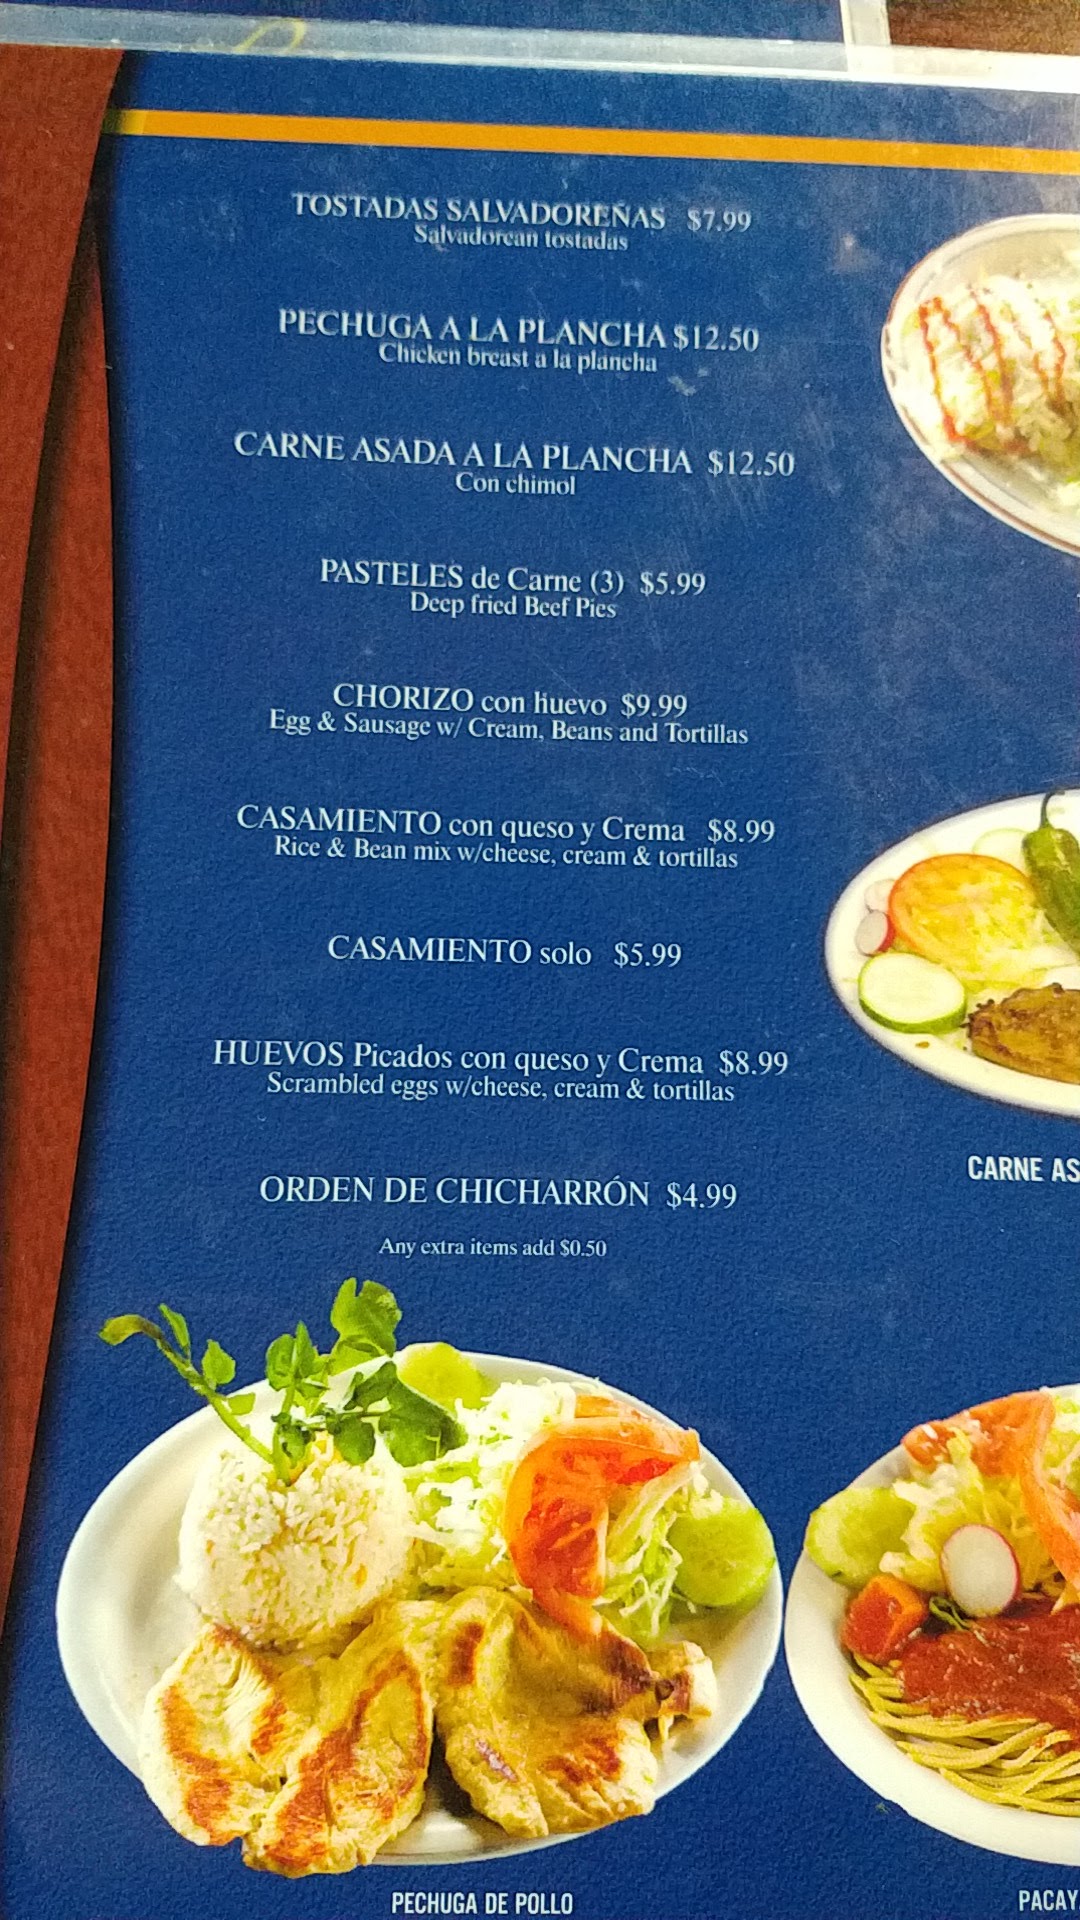 TOSTADAS SALVADOREÑAS $7.99
Salvadorean tostadas
PECHUGA A LA PLANCHA $12.50
Chicken breast a la plancha
CARNE ASADA A LA PLANCHA $12.50
Con chimol
PASTELES de Carne (3) $5.99
Deep fried Beef Pies
CHORIZO con huevo $9.99
Egg & Sausage w/ Cream, Beans and Tortillas
CASAMIENTO con queso y Crema $8.99
Rice & Bean mix w/cheese, cream & tortillas
CASAMIENTO solo $5.99
HUEVOS Picados con queso y Crema $8.99
Scrambled eggs w/cheese, cream & tortillas
ORDEN DE CHICHARRÓN $4.99
Any extra items add $0.50
CARNE AS
PECHUGA DE POLLO
PACAY